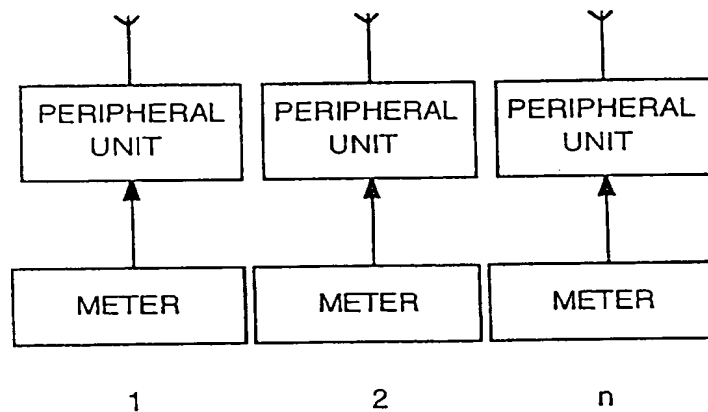 PERIPHERAL
UNIT
PERIPHERAL
UNIT
PERIPHERAL
UNIT
METER
METER
METER
1
2
n